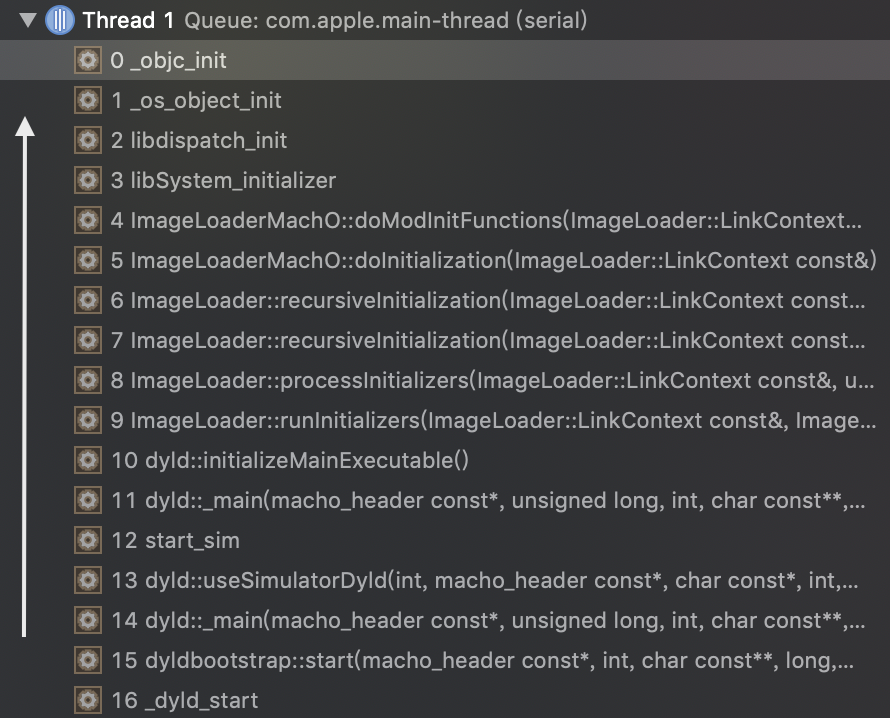 Thread 1 Queue: com.apple.main-thread (serial)
0 _objc_init
1 _os_object_init
2 libdispatch_init
3 libSystem_initializer
4 ImageLoaderMachO::doModInitFunctions(ImageLoader::LinkContext...
5 ImageLoaderMachO::doInitialization(ImageLoader::LinkContext const&)
6 ImageLoader::recursiveInitialization(ImageLoader::LinkContext const...
7 ImageLoader::recursiveInitialization(ImageLoader::LinkContext const...
8 ImageLoader::processInitializers(ImageLoader::LinkContext const&, u...
9 ImageLoader::runInitializers(ImageLoader::LinkContext const&, Image...
10 dyld::initializeMainExecutable()
11 dyld::_main(macho_header const*, unsigned long, int, char const**,...
12 start_sim
13 dyld::useSimulatorDyld(int, macho_header const*, char const*, int,...
14 dyld::_main(macho_header const*, unsigned long, int, char const**,...
15 dyldbootstrap::start(macho_header const*, int, char const**, long,...
16 _dyld_start